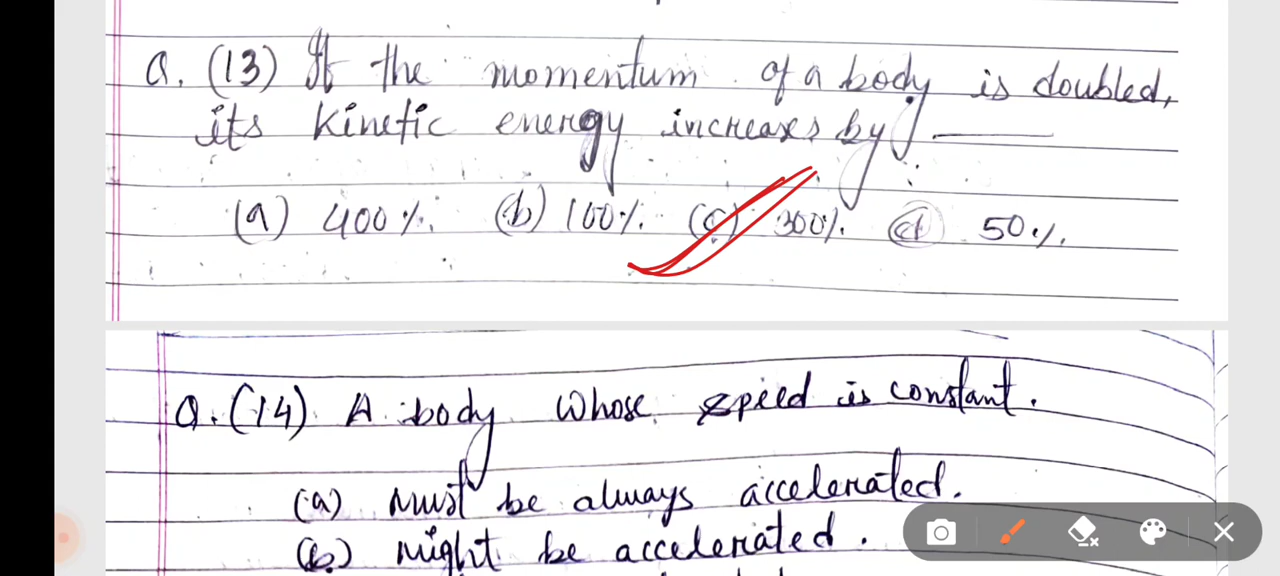 Q. (13) If the momentum of a body is doubled,
its kinetic energy increases by ______
(a) 400% (b) 100% (c) 300% (d) 50%.
Q. (14) A body whose speed is constant.
(a) Must be always accelerated.
(b) might be accelerated.